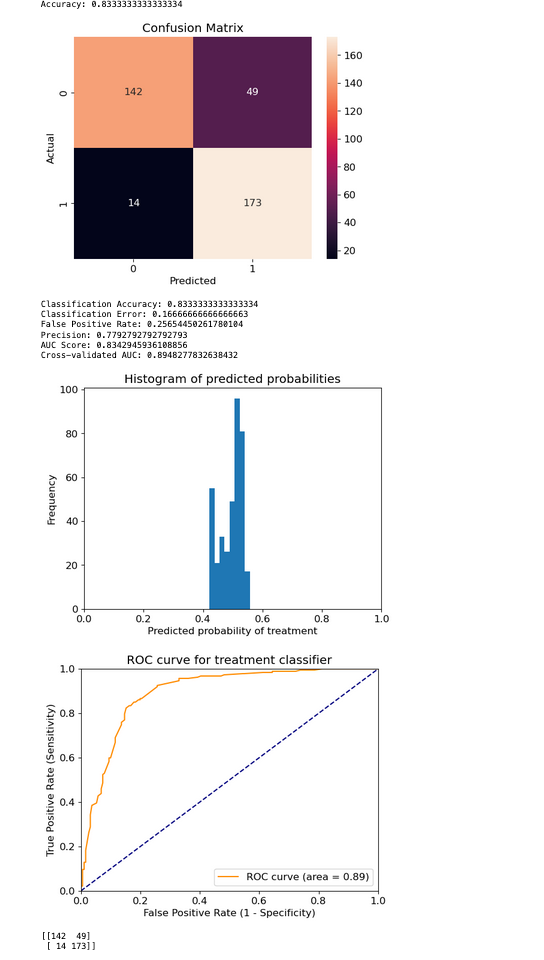 Accuracy: 0.8333333333333334
Confusion Matrix
142 49
14 173
0
1
Actual
0 1
Predicted
160
140
120
100
80
60
40
20
Classification Accuracy: 0.8333333333333334
Classification Error: 0.16666666666666663
False Positive Rate: 0.25654450261780104
Precision: 0.7792792792792793
AUC Score: 0.8342945936108856
Cross-validated AUC: 0.8948277832638432
Histogram of predicted probabilities
100
80
60
40
20
0
Frequency
0.0 0.2 0.4 0.6 0.8 1.0
Predicted probability of treatment
ROC curve for treatment classifier
1.0
0.8
0.6
0.4
0.2
0.0
True Positive Rate (Sensitivity)
ROC curve (area = 0.89)
0.0 0.2 0.4 0.6 0.8 1.0
False Positive Rate (1 - Specificity)
[[142 49]
[ 14 173]]